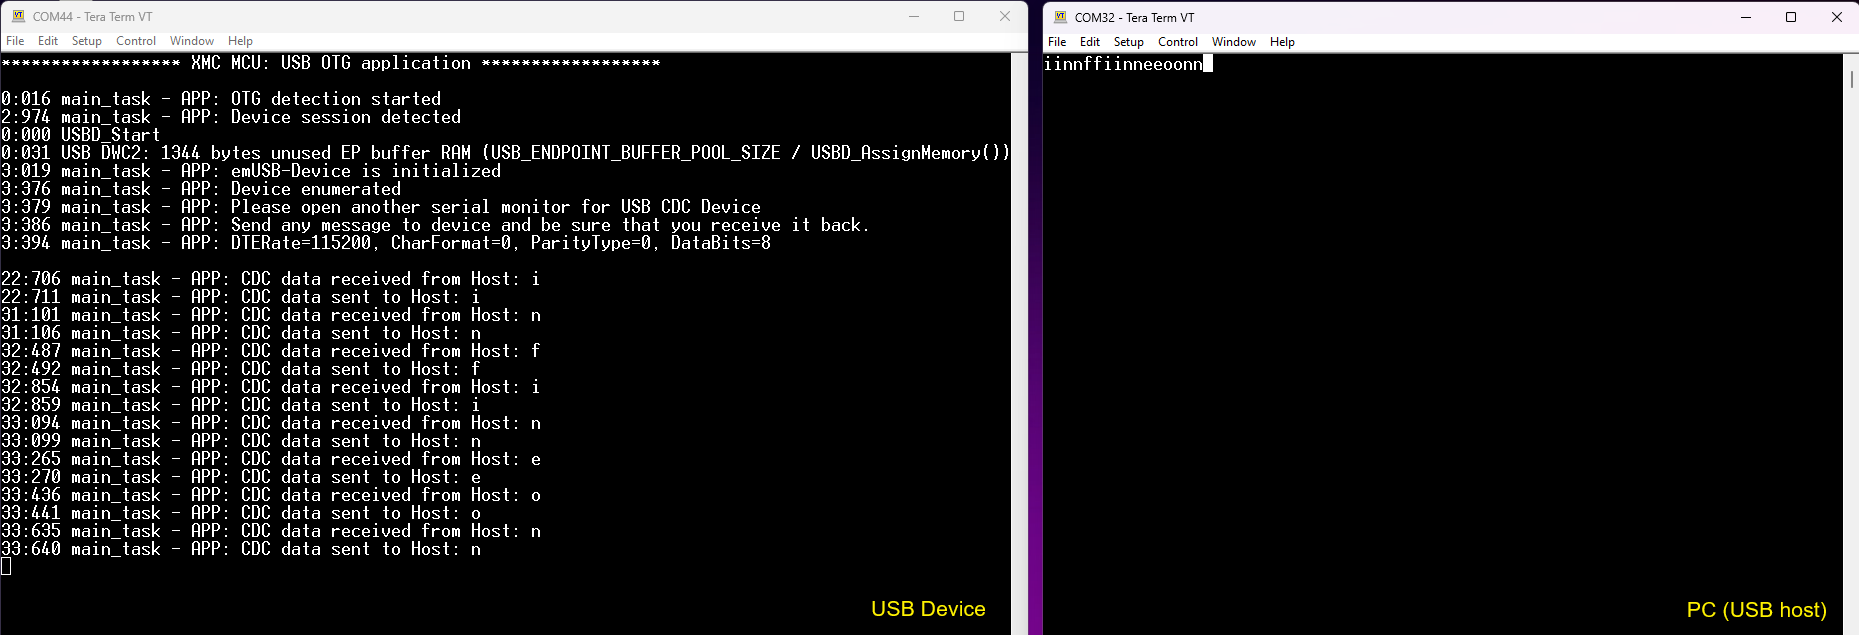 COM44 - Tera Term VT
File Edit Setup Control Window Help
****************** XMC MCU: USB OTG application ******************
0:016 main_task - APP: OTG detection started
2:974 main_task - APP: Device session detected
0:000 USBD_Start
0:031 USB DWC2: 1344 bytes unused EP buffer RAM (USB_ENDPOINT_BUFFER_POOL_SIZE / USBD_AssignMemory())
3:019 main_task - APP: emUSB-Device is initialized
3:376 main_task - APP: Device enumerated
3:379 main_task - APP: Please open another serial monitor for USB CDC Device
3:386 main_task - APP: Send any message to device and be sure that you receive it back.
3:394 main_task - APP: DTERate=115200, CharFormat=0, ParityType=0, DataBits=8
22:706 main_task - APP: CDC data received from Host: i
22:711 main_task - APP: CDC data sent to Host: i
31:101 main_task - APP: CDC data received from Host: n
31:106 main_task - APP: CDC data sent to Host: n
32:487 main_task - APP: CDC data received from Host: f
32:492 main_task - APP: CDC data sent to Host: f
32:854 main_task - APP: CDC data received from Host: i
32:859 main_task - APP: CDC data sent to Host: i
33:094 main_task - APP: CDC data received from Host: n
33:099 main_task - APP: CDC data sent to Host: n
33:265 main_task - APP: CDC data received from Host: e
33:270 main_task - APP: CDC data sent to Host: e
33:436 main_task - APP: CDC data received from Host: o
33:441 main_task - APP: CDC data sent to Host: o
33:635 main_task - APP: CDC data received from Host: n
33:640 main_task - APP: CDC data sent to Host: n
USB Device
COM32 - Tera Term VT
File Edit Setup Control Window Help
iinnffiinneeoonn
PC (USB host)